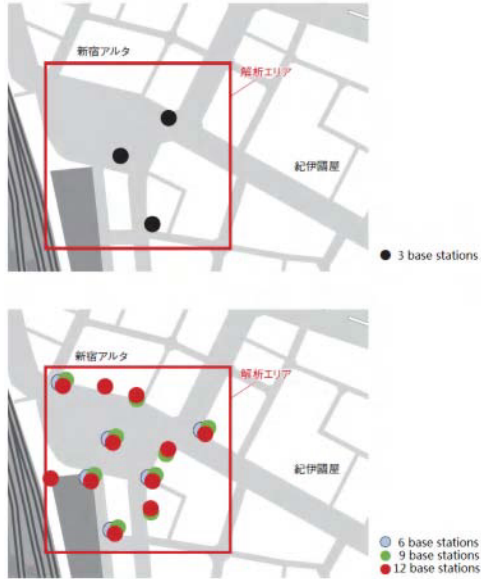 新宿アルタ
解析エリア
紀伊國屋
3 base stations
新宿アルタ
解析エリア
紀伊國屋
6 base stations
9 base stations
12 base stations